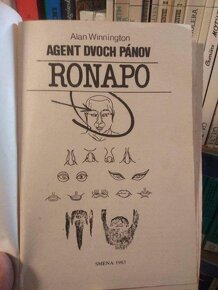 Alan Winnington
AGENT DVOCH PÁNOV
RONAPO
SMENA 1983